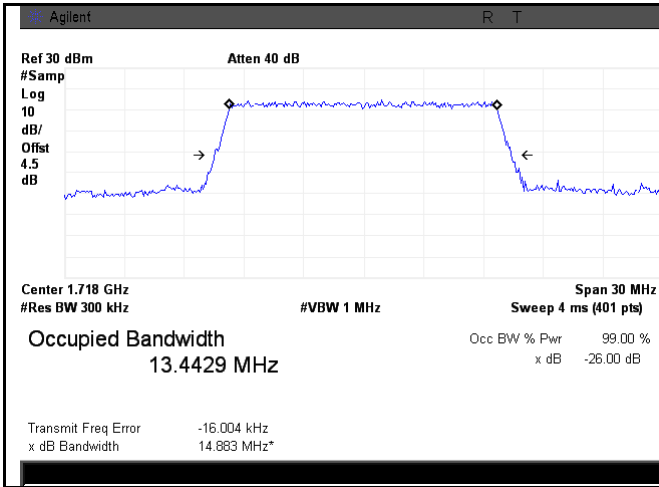 Agilent R T
Ref 30 dBm Atten 40 dB
#Samp
Log
10
dB/
Offst
4.5
dB
Center 1.718 GHz Span 30 MHz
#Res BW 300 kHz #VBW 1 MHz Sweep 4 ms (401 pts)
Occupied Bandwidth Occ BW % Pwr 99.00 %
13.4429 MHz x dB -26.00 dB
Transmit Freq Error -16.004 kHz
x dB Bandwidth 14.883 MHz*